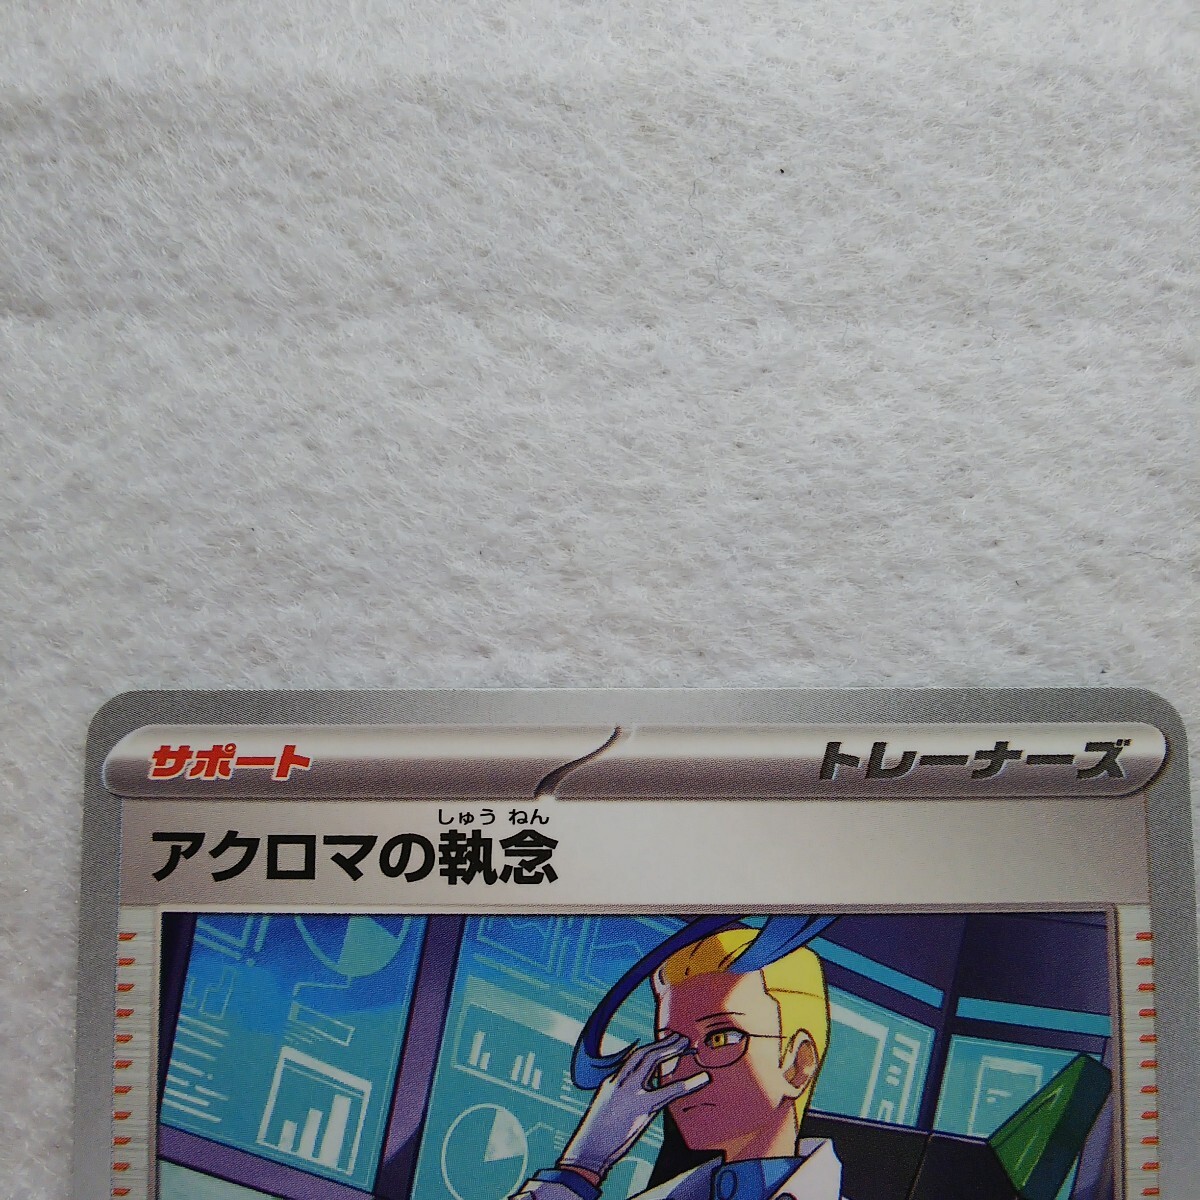 サポート
トレーナーズ
しゅう ねん
アクロマの執念